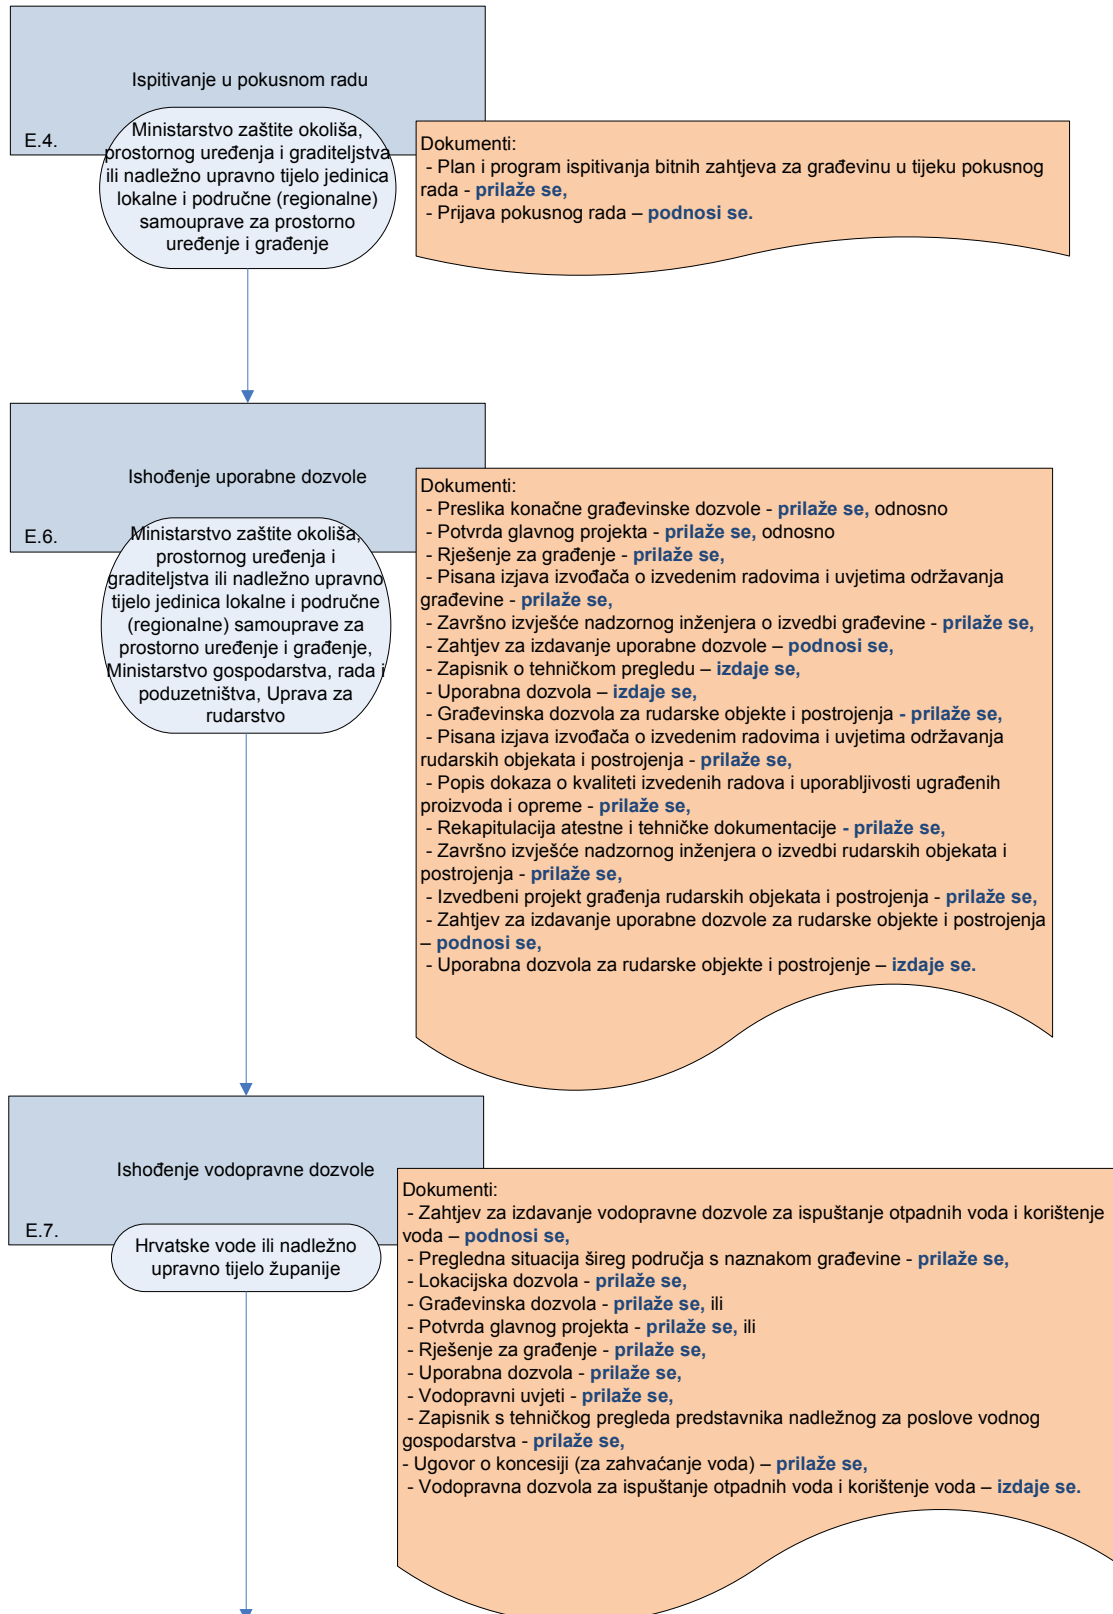 Ispitivanje u pokusnom radu
E.4.
Ministarstvo zaštite okoliša,
prostornog uređenja i graditeljstva
ili nadležno upravno tijelo jedinica
lokalne i područne (regionalne)
samouprave za prostorno
uređenje i građenje
Dokumenti:
- Plan i program ispitivanja bitnih zahtjeva za građevinu u tijeku pokusnog
rada - prilaže se,
- Prijava pokusnog rada – podnosi se.
Ishođenje uporabne dozvole
E.6.
Ministarstvo zaštite okoliša,
prostornog uređenja i
graditeljstva ili nadležno upravno
tijelo jedinica lokalne i područne
(regionalne) samouprave za
prostorno uređenje i građenje,
Ministarstvo gospodarstva, rada i
poduzetništva, Uprava za
rudarstvo
Dokumenti:
- Preslika konačne građevinske dozvole - prilaže se, odnosno
- Potvrda glavnog projekta - prilaže se, odnosno
- Rješenje za građenje - prilaže se,
- Pisana izjava izvođača o izvedenim radovima i uvjetima održavanja
građevine - prilaže se,
- Završno izvješće nadzornog inženjera o izvedbi građevine - prilaže se,
- Zahtjev za izdavanje uporabne dozvole – podnosi se,
- Zapisnik o tehničkom pregledu – izdaje se,
- Uporabna dozvola – izdaje se,
- Građevinska dozvola za rudarske objekte i postrojenja - prilaže se,
- Pisana izjava izvođača o izvedenim radovima i uvjetima održavanja
rudarskih objekata i postrojenja - prilaže se,
- Popis dokaza o kvaliteti izvedenih radova i uporabljivosti ugrađenih
proizvoda i opreme - prilaže se,
- Rekapitulacija atestne i tehničke dokumentacije - prilaže se,
- Završno izvješće nadzornog inženjera o izvedbi rudarskih objekata i
postrojenja - prilaže se,
- Izvedbeni projekt građenja rudarskih objekata i postrojenja - prilaže se,
- Zahtjev za izdavanje uporabne dozvole za rudarske objekte i postrojenja
– podnosi se,
- Uporabna dozvola za rudarske objekte i postrojenje – izdaje se.
Ishođenje vodopravne dozvole
E.7.
Hrvatske vode ili nadležno
upravno tijelo županije
Dokumenti:
- Zahtjev za izdavanje vodopravne dozvole za ispuštanje otpadnih voda i korištenje
voda – podnosi se,
- Pregledna situacija šireg područja s naznakom građevine - prilaže se,
- Lokacijska dozvola - prilaže se,
- Građevinska dozvola - prilaže se, ili
- Potvrda glavnog projekta - prilaže se, ili
- Rješenje za građenje - prilaže se,
- Uporabna dozvola - prilaže se,
- Vodopravni uvjeti - prilaže se,
- Zapisnik s tehničkog pregleda predstavnika nadležnog za poslove vodnog
gospodarstva - prilaže se,
- Ugovor o koncesiji (za zahvaćanje voda) – prilaže se,
- Vodopravna dozvola za ispuštanje otpadnih voda i korištenje voda – izdaje se.